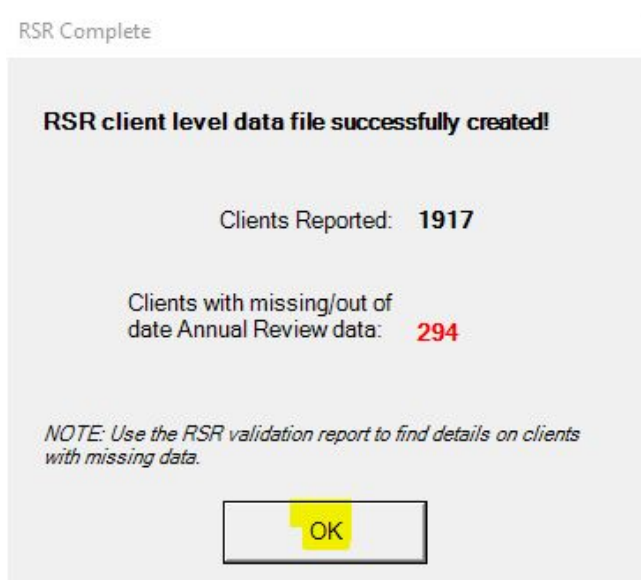 RSR Complete
RSR client level data file successfully created!
Clients Reported: 1917
Clients with missing/out of
date Annual Review data: 294
NOTE: Use the RSR validation report to find details on clients
with missing data.
OK